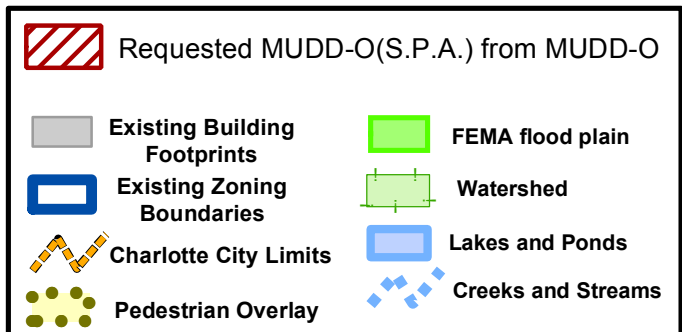 Requested MUDD-O(S.P.A.) from MUDD-O
Existing Building
Footprints
Existing Zoning
Boundaries
Charlotte City Limits
Pedestrian Overlay
FEMA flood plain
Watershed
Lakes and Ponds
Creeks and Streams